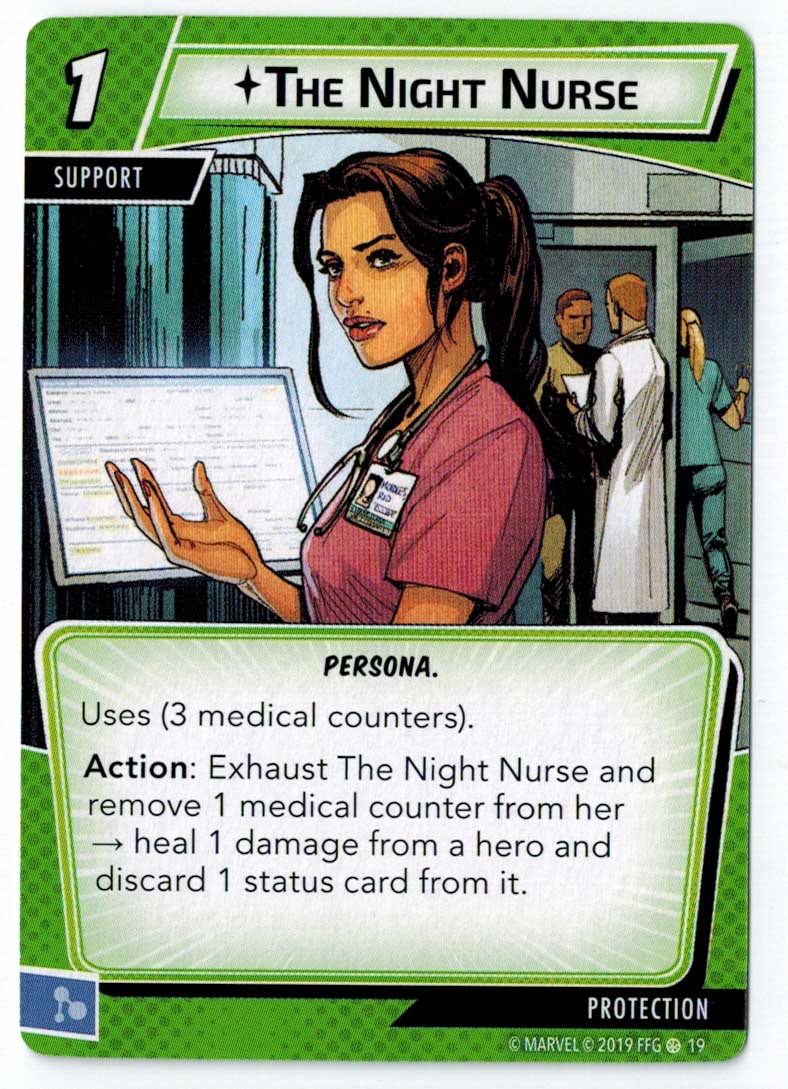 1
THE NIGHT NURSE
SUPPORT
MORALES,
PERSONA.
Uses (3 medical counters).
Action: Exhaust The Night Nurse and
remove 1 medical counter from her
→ heal 1 damage from a hero and
discard 1 status card from it.
PROTECTION
© MARVEL © 2019 FFG 19